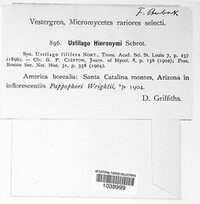 F. Bubák
Vestergren, Micromycetes rariores selecti.
896. Ustilago Hieronymi Schrot.
Syn. Ustilago filifera Nort., Trans. Acad. Sci. St. Louis 7, p. 237
(1896). — Cfr. G. P. Clinton, Journ. of Mycol. 8, p. 136 (1902); Proc.
Boston Soc. Nat. Hist. 31, p. 358 (1904).
America borealis: Santa Catalina montes, Arizona in
inflorescentiis Pappophori Wrightii, 1904.
D. Griffiths.
1038999